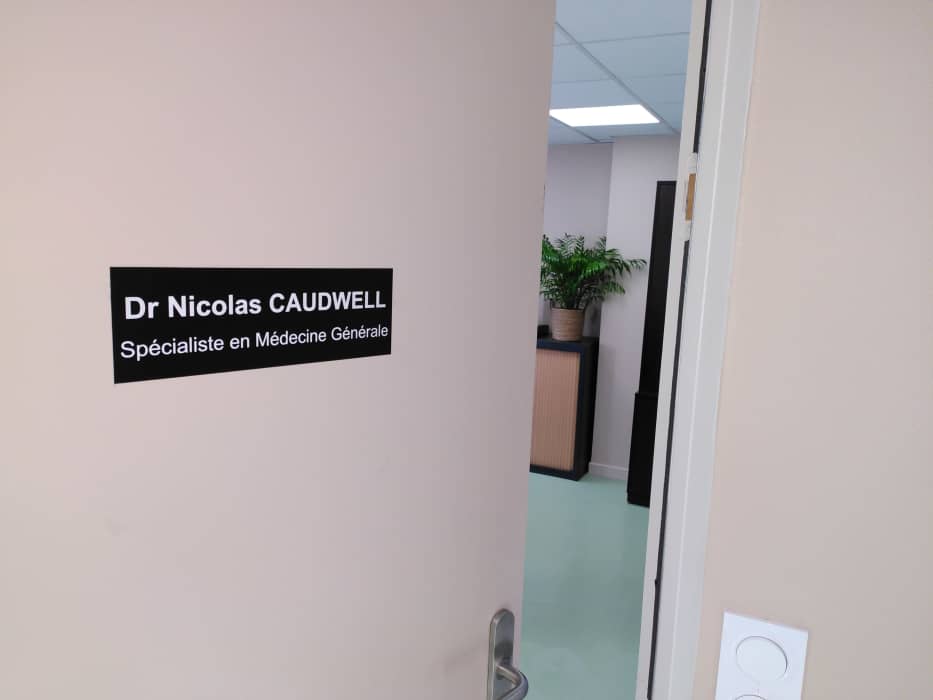 Dr Nicolas CAUDWELL
Spécialiste en Médecine Générale